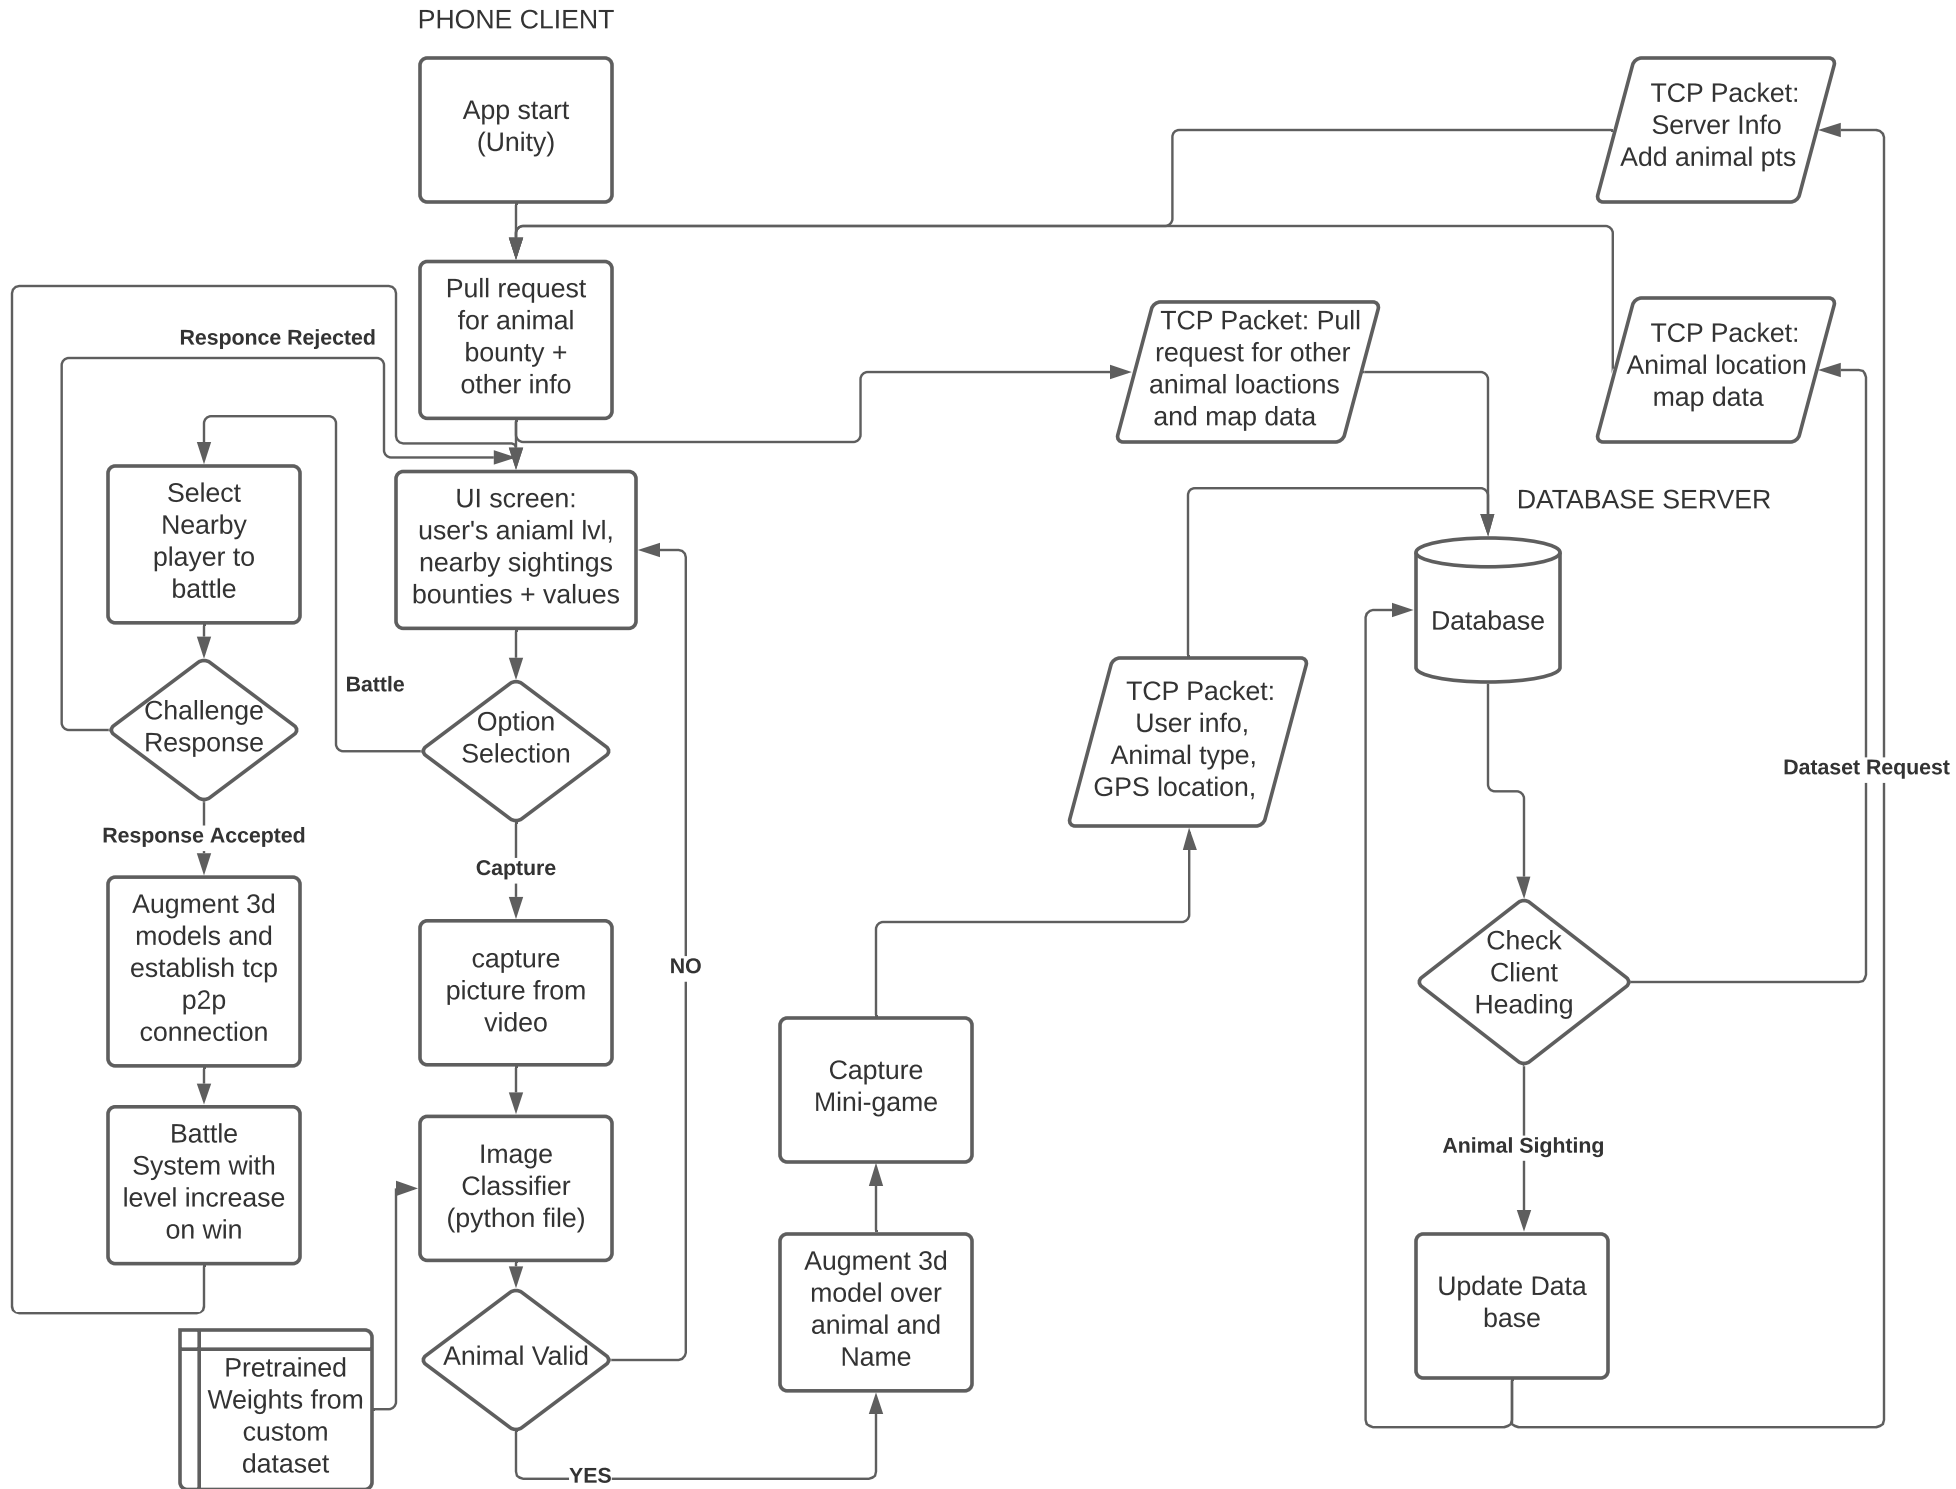 PHONE CLIENT
App start
(Unity)
TCP Packet:
Server Info
Add animal pts
Pull request
for animal
bounty +
other info
Responce Rejected
TCP Packet: Pull
request for other
animal loactions
and map data
TCP Packet:
Animal location
map data
Select
Nearby
player to
battle
UI screen:
user's aniaml lvl,
nearby sightings
bounties + values
DATABASE SERVER
Database
Challenge
Response
Battle
Option
Selection
TCP Packet:
User info,
Animal type,
GPS location,
Dataset Request
Response Accepted
Capture
Augment 3d
models and
establish tcp
p2p
connection
capture
picture from
video
NO
Check
Client
Heading
Capture
Mini-game
Battle
System with
level increase
on win
Image
Classifier
(python file)
Animal Sighting
Augment 3d
model over
animal and
Name
Update Data
base
Pretrained
Weights from
custom
dataset
Animal Valid
YES